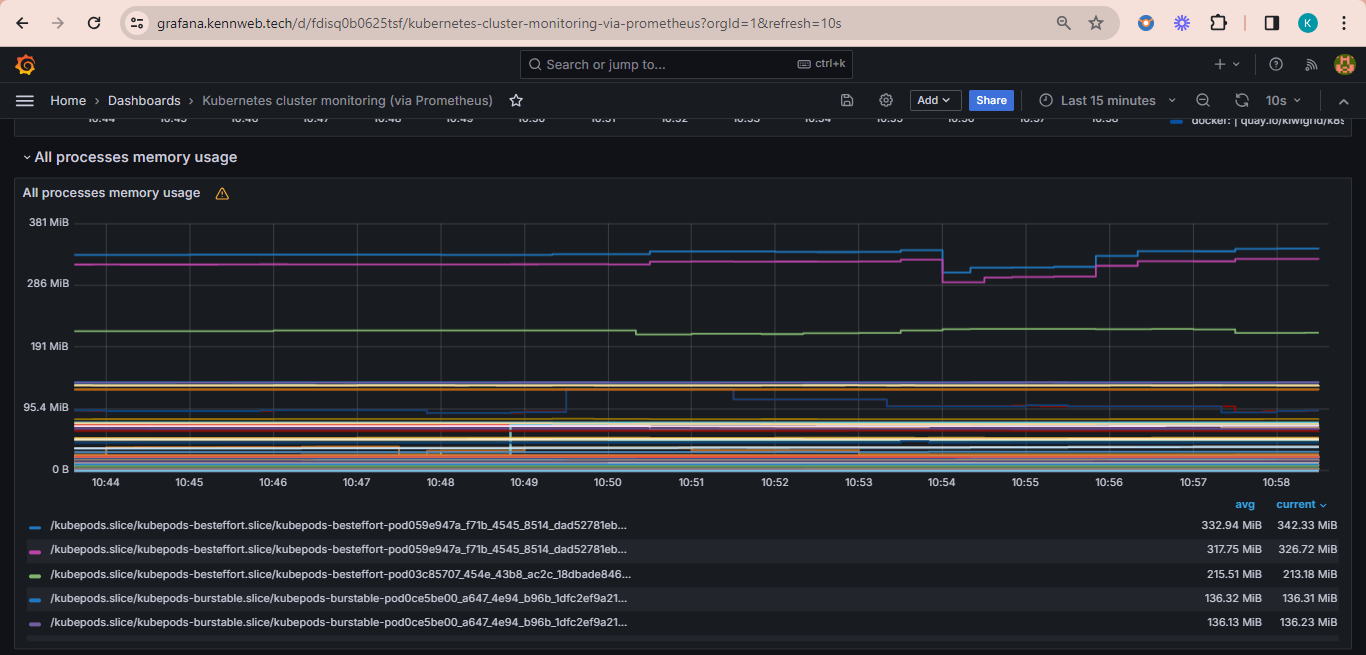 grafana.kennweb.tech/d/fdisq0b0625tsf/kubernetes-cluster-monitoring-via-prometheus?orgId=1&refresh=10s
K
Search or jump to... ctrl+k
Home › Dashboards › Kubernetes cluster monitoring (via Prometheus)
Add Share Last 15 minutes 10s
10:44 10:45 10:46 10:47 10:48 10:49 10:50 10:51 10:52 10:53 10:54 10:55 10:56 10:57 10:58
docker: | quay.io/kiwigrid/k8s
All processes memory usage
All processes memory usage
381 MiB
286 MiB
191 MiB
95.4 MiB
0 B
10:44 10:45 10:46 10:47 10:48 10:49 10:50 10:51 10:52 10:53 10:54 10:55 10:56 10:57 10:58
avg current
/kubepods.slice/kubepods-besteffort.slice/kubepods-besteffort-pod059e947a_f71b_4545_8514_dad52781eb... 332.94 MiB 342.33 MiB
/kubepods.slice/kubepods-besteffort.slice/kubepods-besteffort-pod059e947a_f71b_4545_8514_dad52781eb... 317.75 MiB 326.72 MiB
/kubepods.slice/kubepods-besteffort.slice/kubepods-besteffort-pod03c85707_454e_43b8_ac2c_18dbade846... 215.51 MiB 213.18 MiB
/kubepods.slice/kubepods-burstable.slice/kubepods-burstable-pod0ce5be00_a647_4e94_b96b_1dfc2ef9a21... 136.32 MiB 136.31 MiB
/kubepods.slice/kubepods-burstable.slice/kubepods-burstable-pod0ce5be00_a647_4e94_b96b_1dfc2ef9a21... 136.13 MiB 136.23 MiB